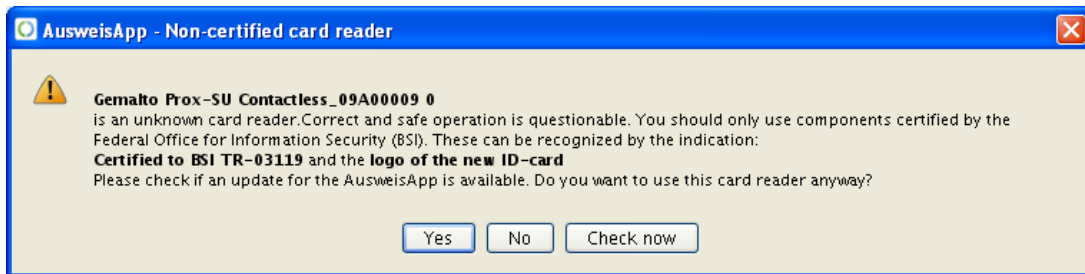 AusweisApp - Non-certified card reader
Gemalto Prox-SU Contactless_09A00009 0
is an unknown card reader.Correct and safe operation is questionable. You should only use components certified by the
Federal Office for Information Security (BSI). These can be recognized by the indication:
Certified to BSI TR-03119 and the logo of the new ID-card
Please check if an update for the AusweisApp is available. Do you want to use this card reader anyway?
Yes No Check now